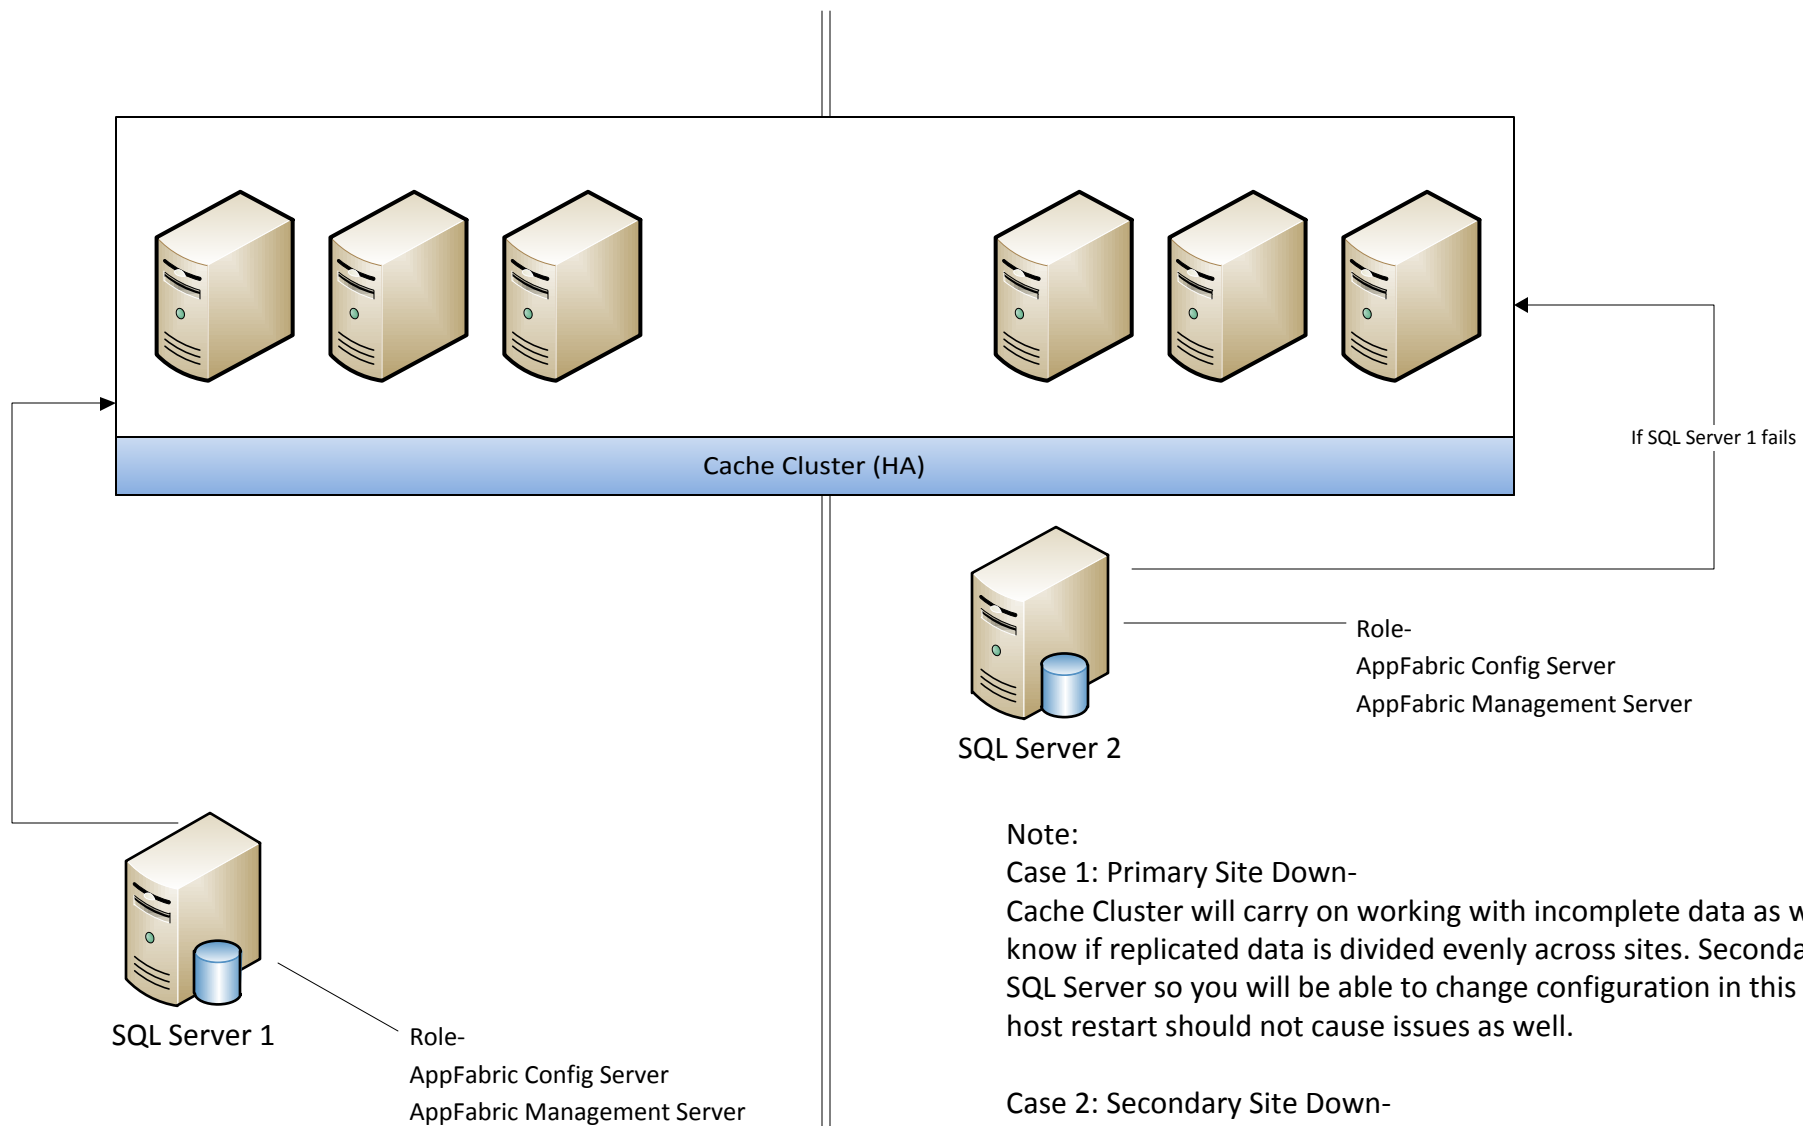 Cache Cluster (HA)
If SQL Server 1 fails
Role-
AppFabric Config Server
AppFabric Management Server
SQL Server 2
SQL Server 1
Role-
AppFabric Config Server
AppFabric Management Server
Note:
Case 1: Primary Site Down-
Cache Cluster will carry on working with incomplete data as
know if replicated data is divided evenly across sites.
SQL Server so you will be able to change configuration in this
host restart should not cause issues as well.
Case 2: Secondary Site Down-